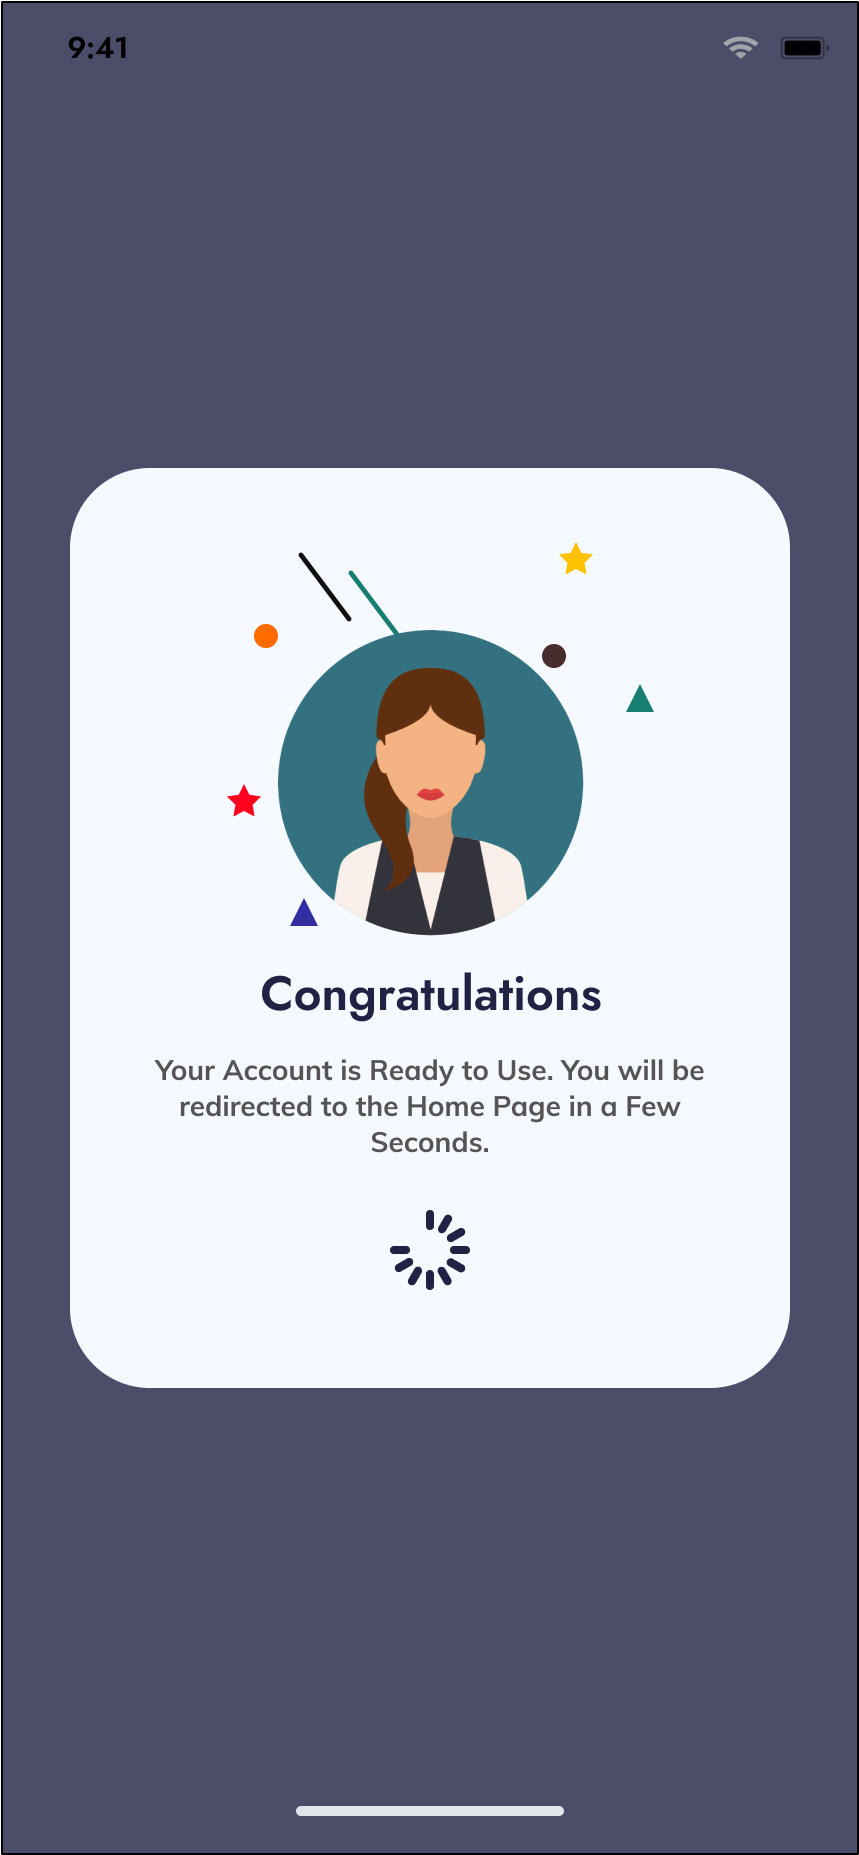 9:41
Congratulations
Your Account is Ready to Use. You will be
redirected to the Home Page in a Few
Seconds.